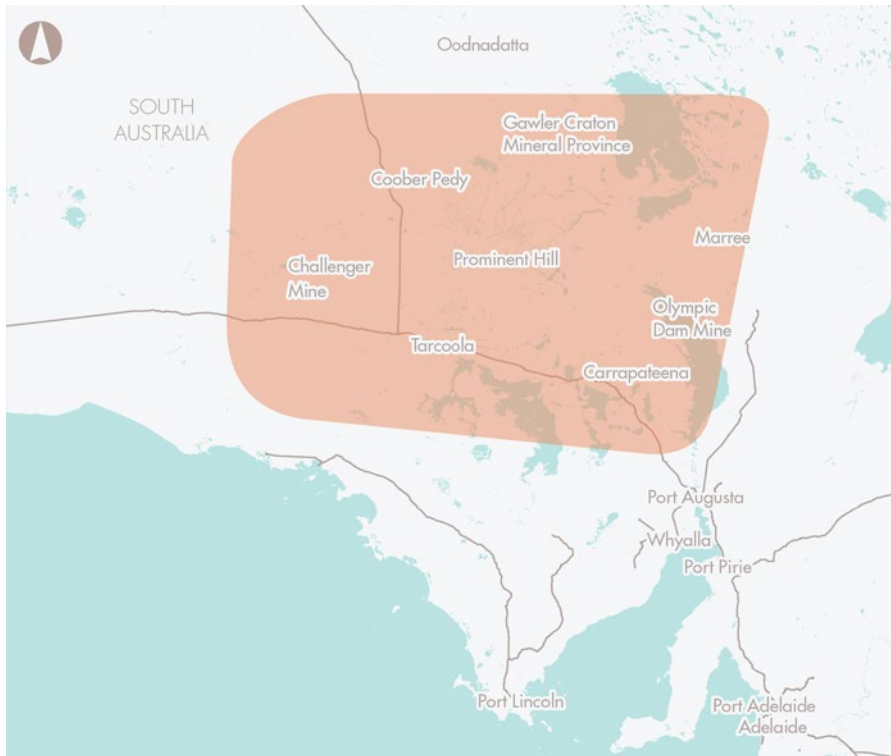 Oodnadatta
SOUTH
AUSTRALIA
Gawler Craton
Mineral Province
Coober Pedy
Marree
Challenger
Mine
Prominent Hill
Olympic
Dam Mine
Tarcoola
Carrapateena
Port Augusta
Whyalla
Port Pirie
Port Lincoln
Port Adelaide
Adelaide